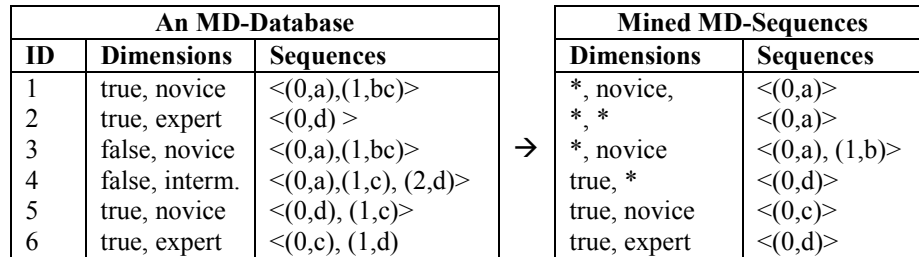 An MD-Database Mined MD-Sequences
ID Dimensions Sequences Dimensions Sequences
1 true, novice <(0,a),(1,bc)> *, novice, <(0,a)>
2 true, expert <(0,d) > *, * <(0,a)>
3 false, novice <(0,a),(1,bc)> → *, novice <(0,a), (1,b)>
4 false, interm. <(0,a),(1,c), (2,d)> true, * <(0,d)>
5 true, novice <(0,d), (1,c)> true, novice <(0,c)>
6 true, expert <(0,c), (1,d) true, expert <(0,d)>